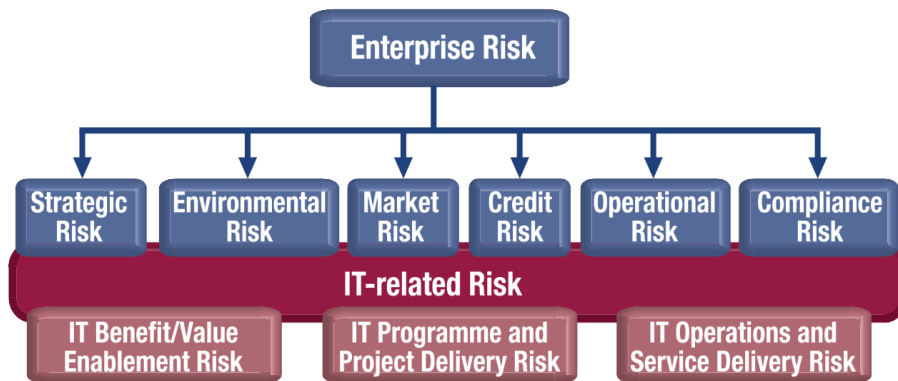 Enterprise Risk
Strategic
Risk
Environmental
Risk
Market
Risk
Credit
Risk
Operational
Risk
Compliance
Risk
IT-related Risk
IT Benefit/Value
Enablement Risk
IT Programme and
Project Delivery Risk
IT Operations and
Service Delivery Risk